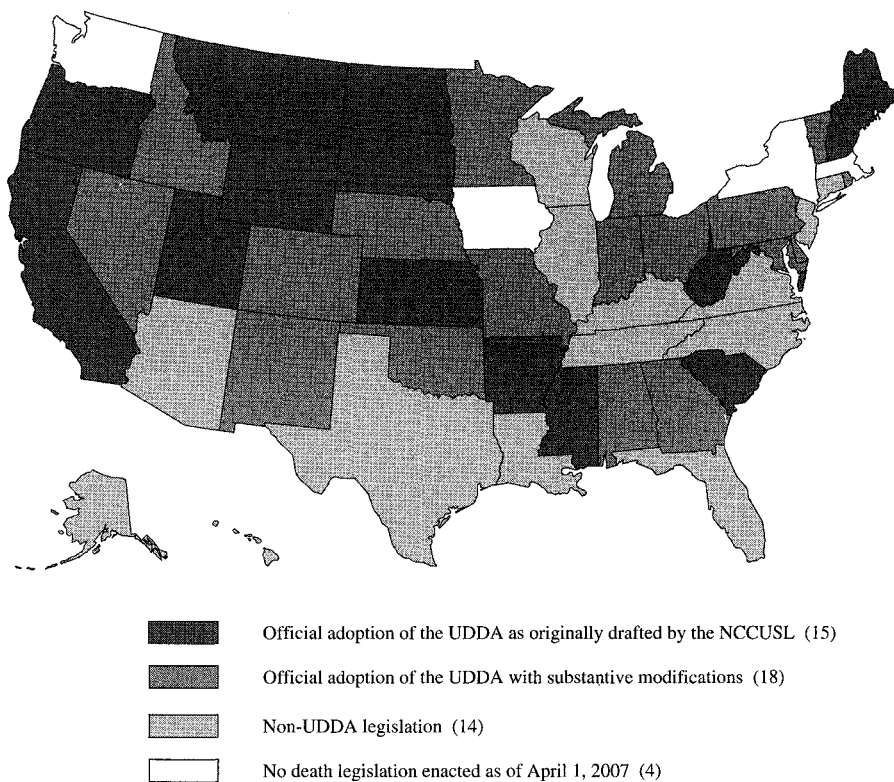 Official adoption of the UDDA as originally drafted by the NCCUSL (15)
Official adoption of the UDDA with substantive modifications (18)
Non-UDDA legislation (14)
No death legislation enacted as of April 1, 2007 (4)